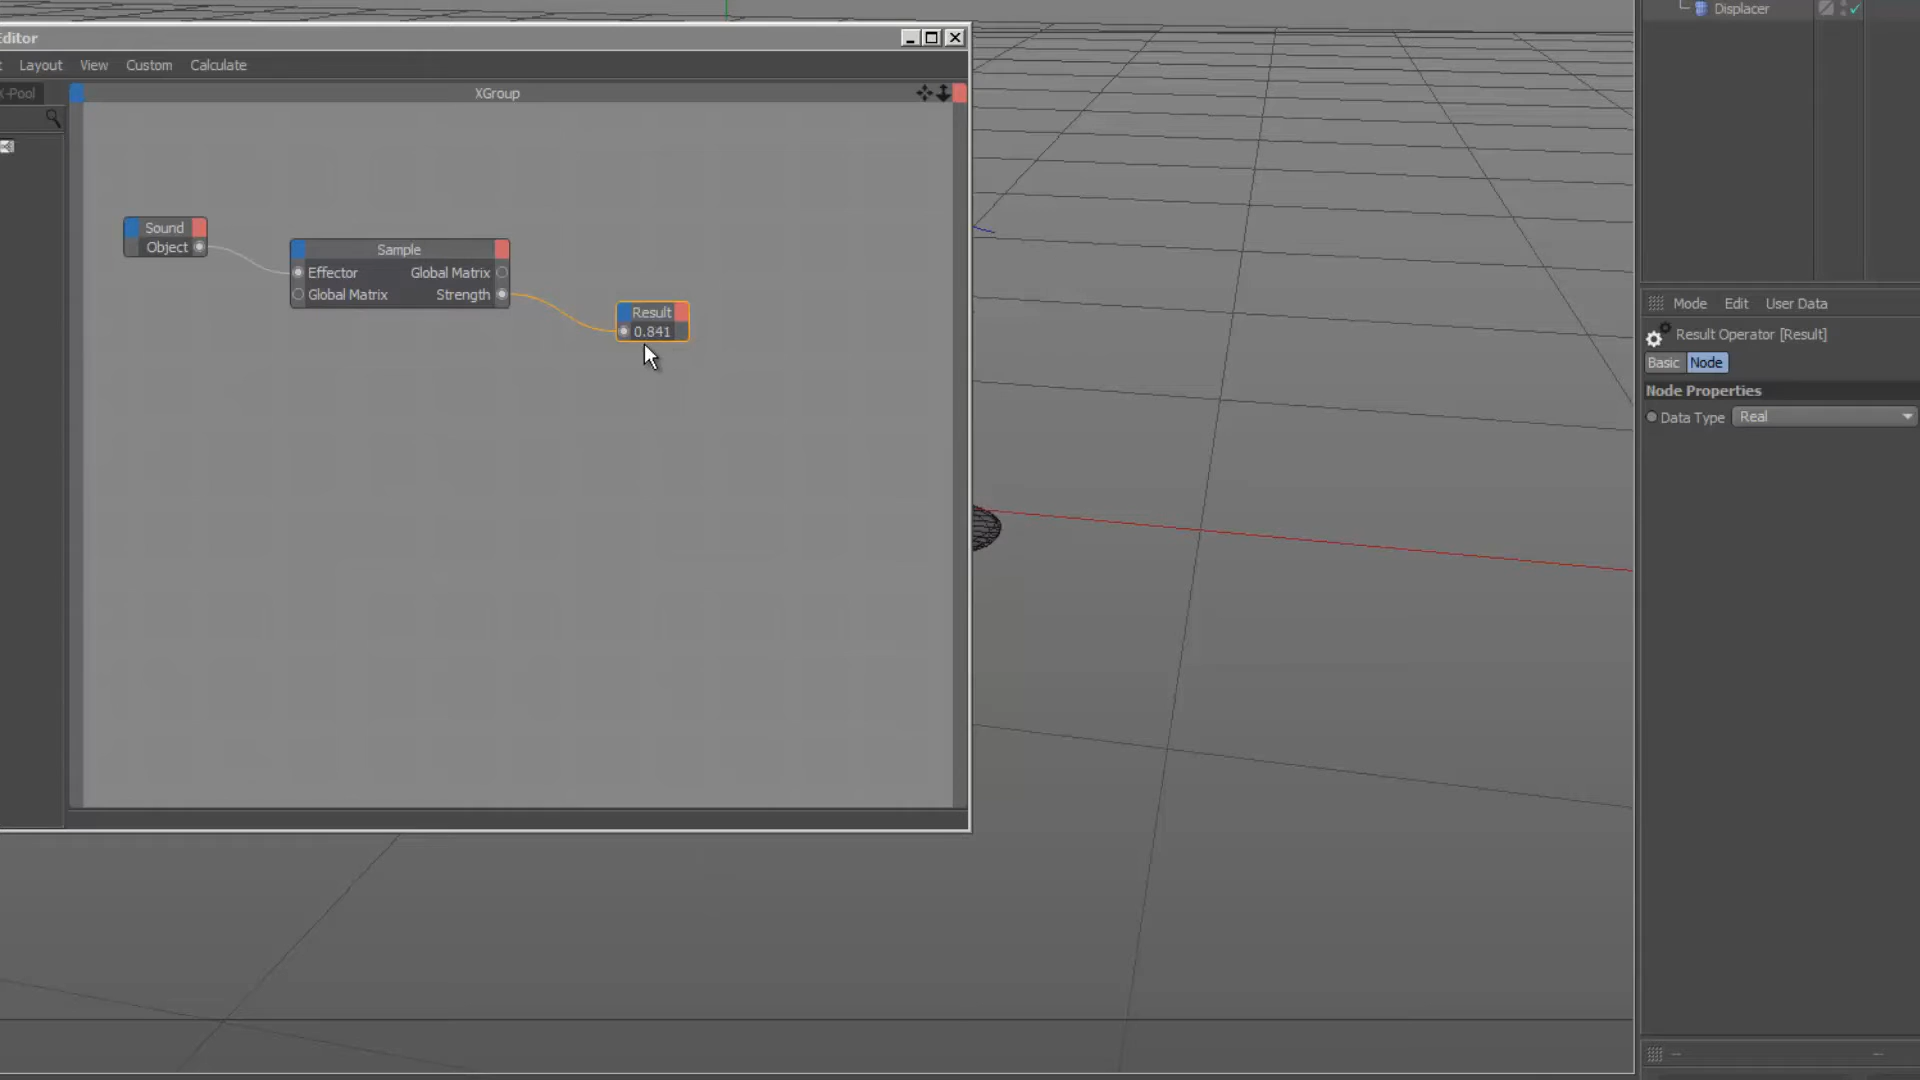 Displacer
Editor
Layout View Custom Calculate
X-Pool
XGroup
Sound
Object
Sample
Effector Global Matrix
Global Matrix Strength
Result
0.841
Mode Edit User Data
Result Operator [Result]
Basic Node
Node Properties
Data Type Real
-- --